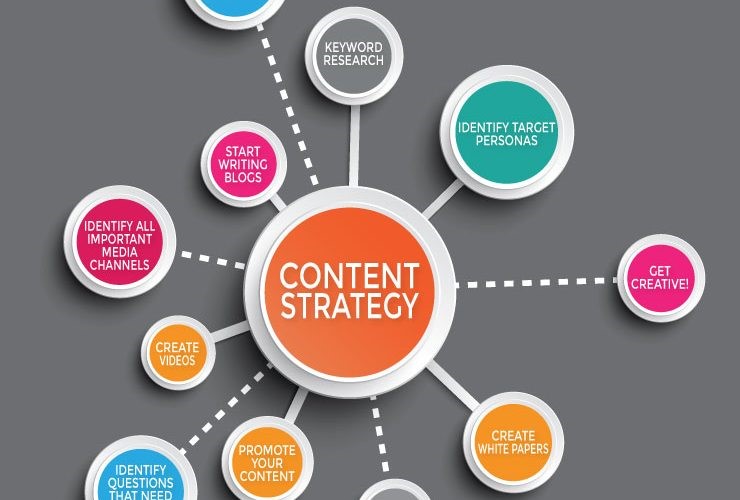 KEYWORD
RESEARCH
IDENTIFY TARGET
PERSONAS
START
WRITING
BLOGS
IDENTIFY ALL
IMPORTANT
MEDIA
CHANNELS
CONTENT
STRATEGY
GET
CREATIVE!
CREATE
VIDEOS
PROMOTE
YOUR
CONTENT
CREATE
WHITE PAPERS
IDENTIFY
QUESTIONS
THAT NEED